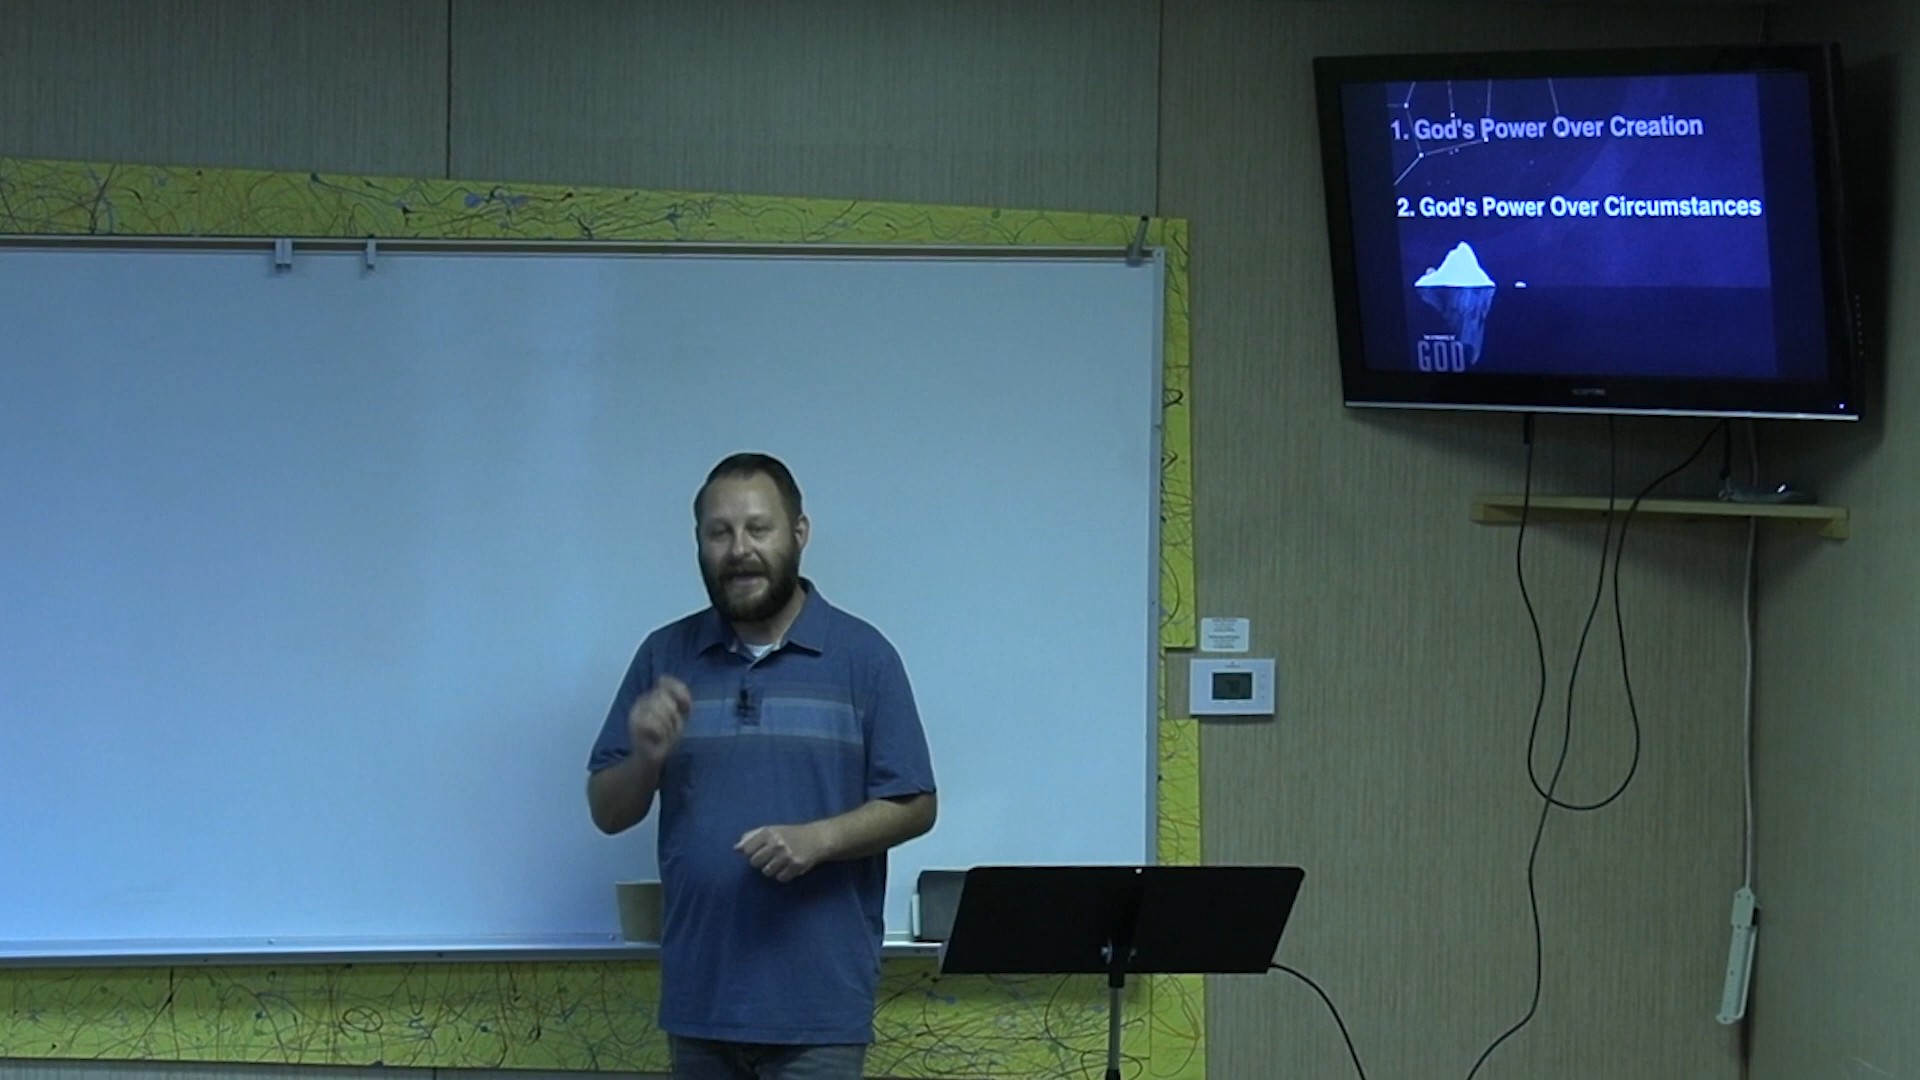 1. God's Power Over Creation
2. God's Power Over Circumstances
GOD